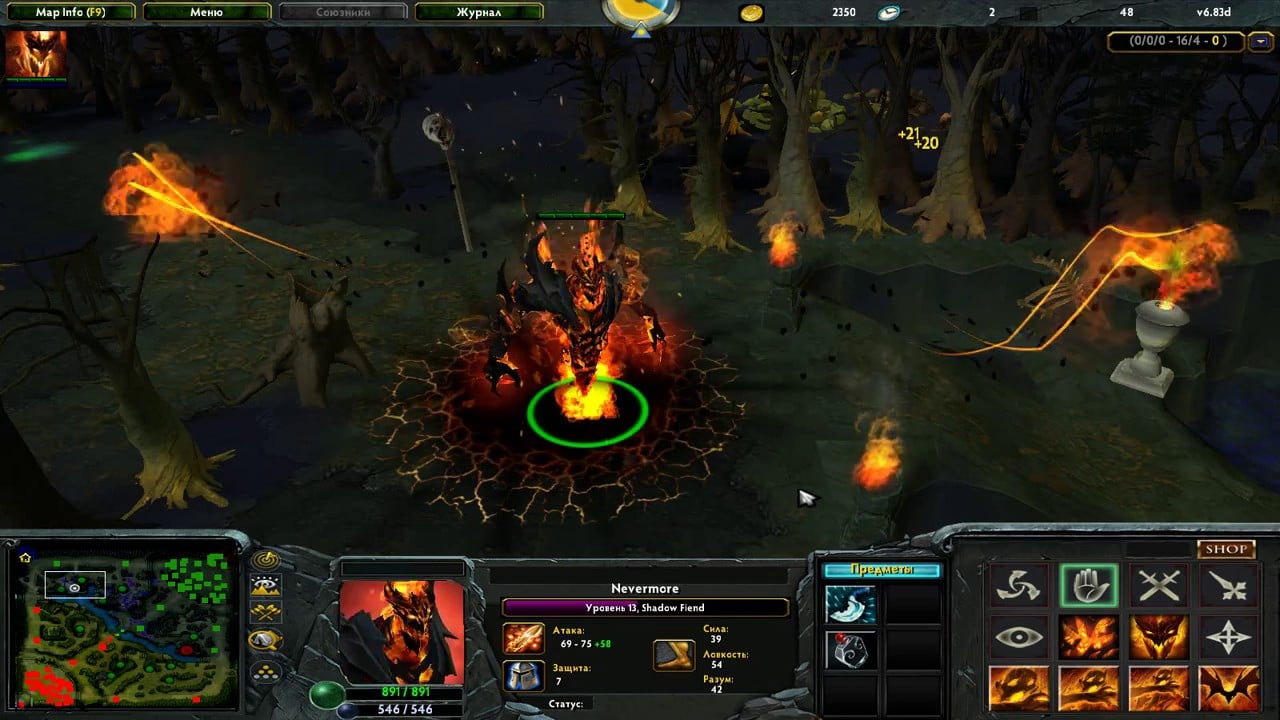 Map Info (F9)
Меню
Союзники
Журнал
2350
2
48
v6.83d
(0/0/0 - 16/4 - 0 )
+21
+20
SHOP
Предметы
Nevermore
Уровень 13, Shadow Fiend
Атака:
69 - 75 +58
Защита:
7
Сила:
39
Ловкость:
54
Разум:
42
Статус:
891 / 891
546 / 546